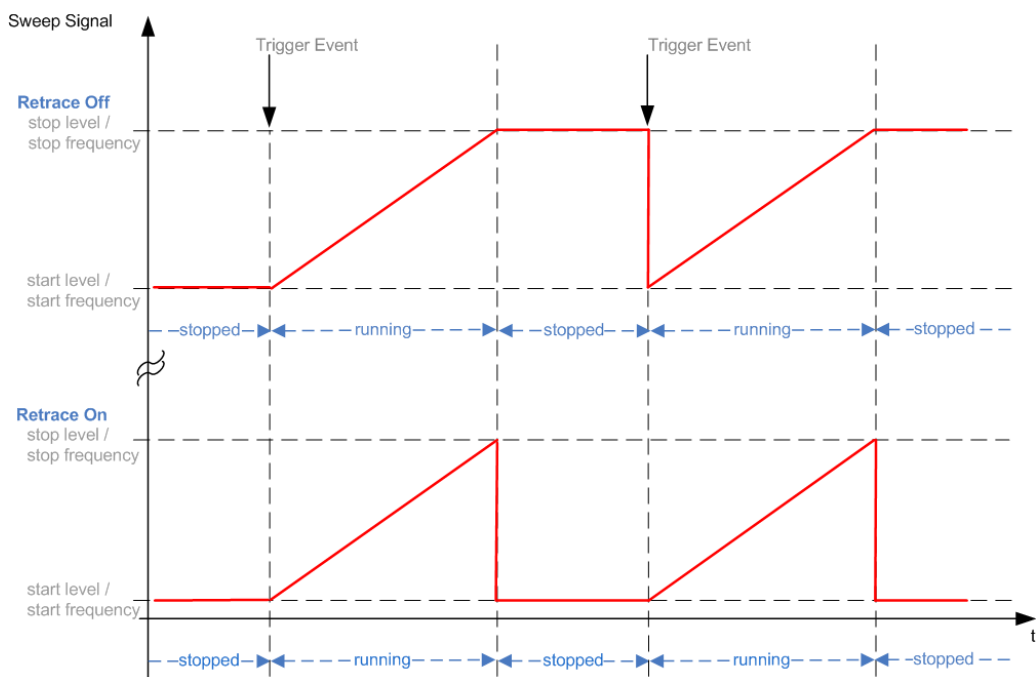 Sweep Signal
Trigger Event
Trigger Event
Retrace Off
stop level /
stop frequency
start level /
start frequency
stopped
running
stopped
running
stopped
Retrace On
stop level /
stop frequency
start level /
start frequency
t
stopped
running
stopped
running
stopped